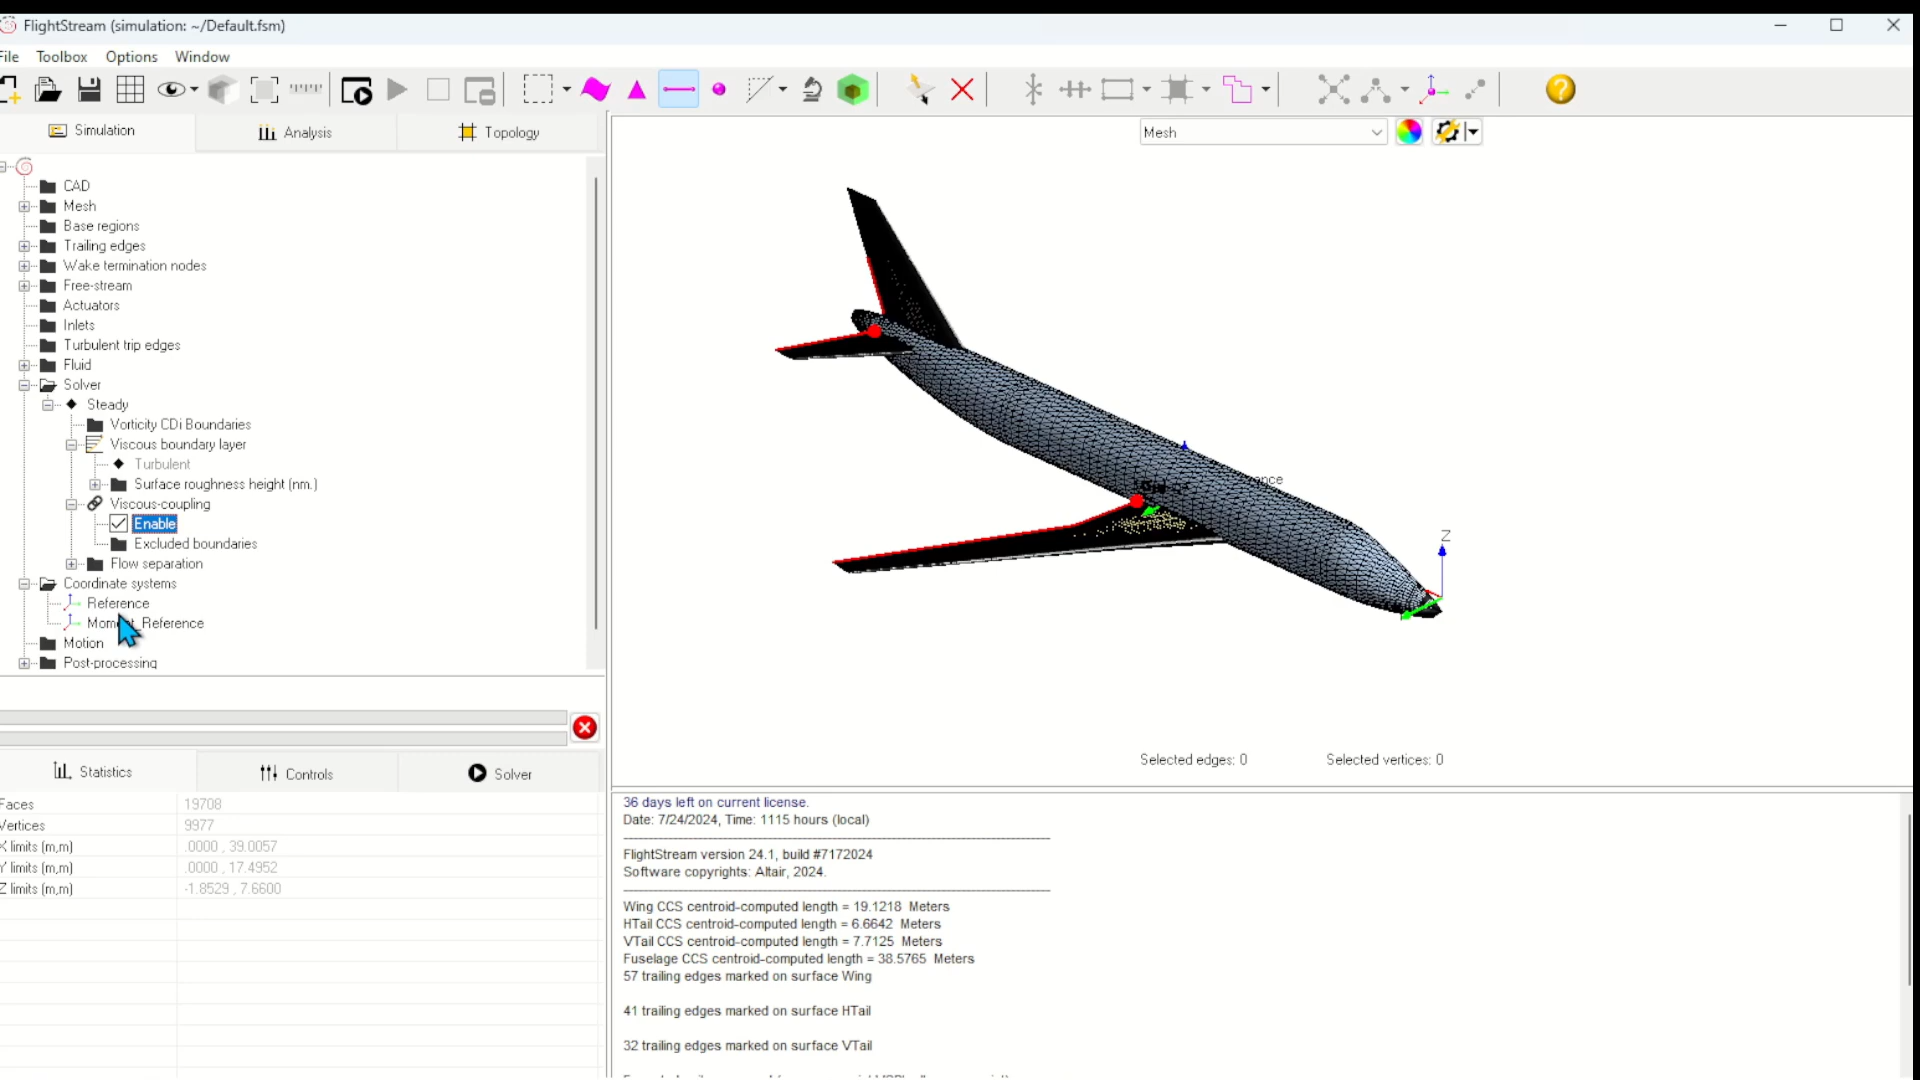 FlightStream (simulation: ~/Default.fsm)
File Toolbox Options Window
Simulation Analysis Topology
Mesh
CAD
Mesh
Base regions
Trailing edges
Wake termination nodes
Free-stream
Actuators
Inlets
Turbulent trip edges
Fluid
Solver
Steady
Vorticity CDi Boundaries
Viscous boundary layer
Turbulent
Surface roughness height (nm.)
Viscous-coupling
Enable
Excluded boundaries
Flow separation
Coordinate systems
Reference
Moment_Reference
Motion
Post-processing
Z
Selected edges: 0 Selected vertices: 0
Statistics Controls Solver
Faces 19708
Vertices 9977
X limits (m,m) .0000 , 39.0057
Y limits (m,m) .0000 , 17.4952
Z limits (m,m) -1.8529 , 7.6600
36 days left on current license.
Date: 7/24/2024, Time: 1115 hours (local)
FlightStream version 24.1, build #7172024
Software copyrights: Altair, 2024.
Wing CCS centroid-computed length = 19.1218 Meters
HTail CCS centroid-computed length = 6.6642 Meters
VTail CCS centroid-computed length = 7.7125 Meters
Fuselage CCS centroid-computed length = 38.5765 Meters
57 trailing edges marked on surface Wing
41 trailing edges marked on surface HTail
32 trailing edges marked on surface VTail